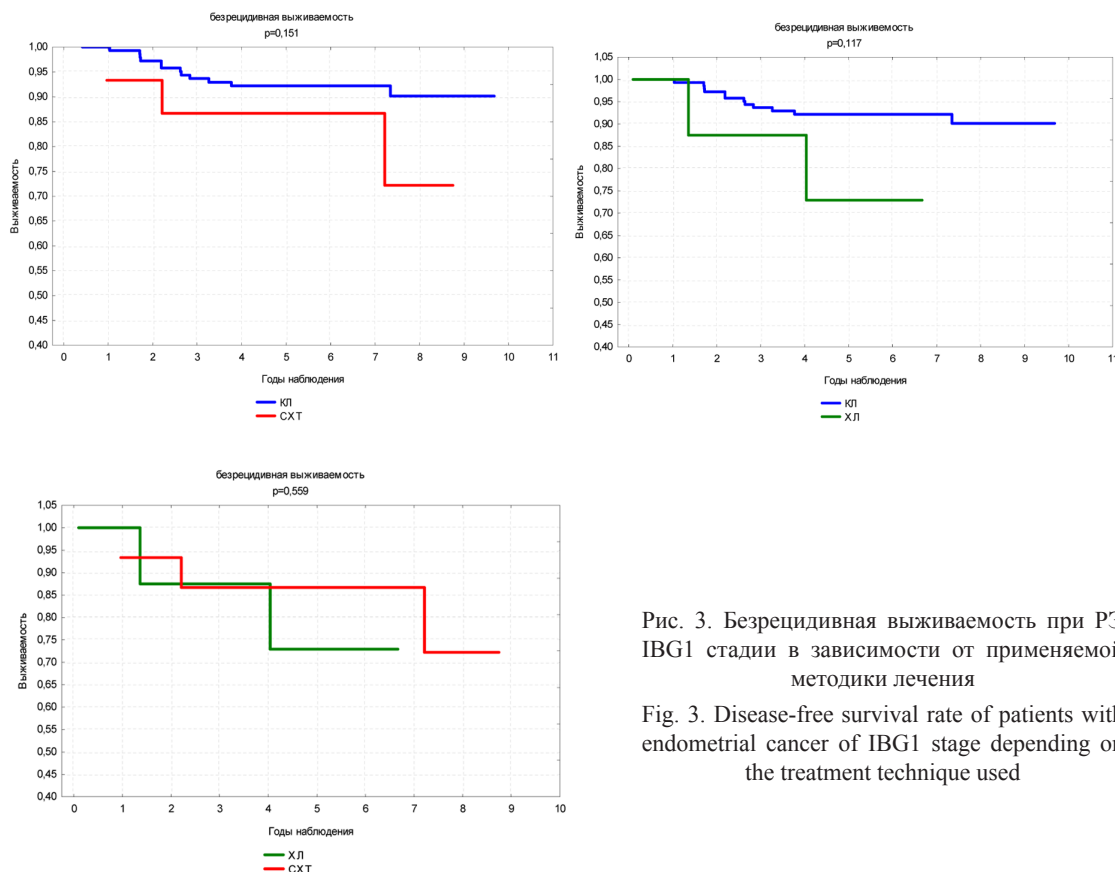 безрецидивная выживаемость
p=0,151
1,00
0,95
0,90
0,85
0,80
0,75
0,70
0,65
0,60
0,55
0,50
0,45
0,40
Выживаемость
0 1 2 3 4 5 6 7 8 9 10 11
Годы наблюдения
КЛ
СХТ
безрецидивная выживемость
p=0,117
1,05
1,00
0,95
0,90
0,85
0,80
0,75
0,70
0,65
0,60
0,55
0,50
0,45
0,40
Выживаемость
0 1 2 3 4 5 6 7 8 9 10 11
Годы наблюдения
КЛ
ХЛ
безрецидивная выживаемость
p=0,559
1,05
1,00
0,95
0,90
0,85
0,80
0,75
0,70
0,65
0,60
0,55
0,50
0,45
0,40
Выживаемость
0 1 2 3 4 5 6 7 8 9 10
Годы наблюдения
ХЛ
СХТ
Рис. 3. Безрецидивная выживаемость при РЭ
IBG1 стадии в зависимости от применяемой
методики лечения
Fig. 3. Disease-free survival rate of patients with
endometrial cancer of IBG1 stage depending on
the treatment technique used